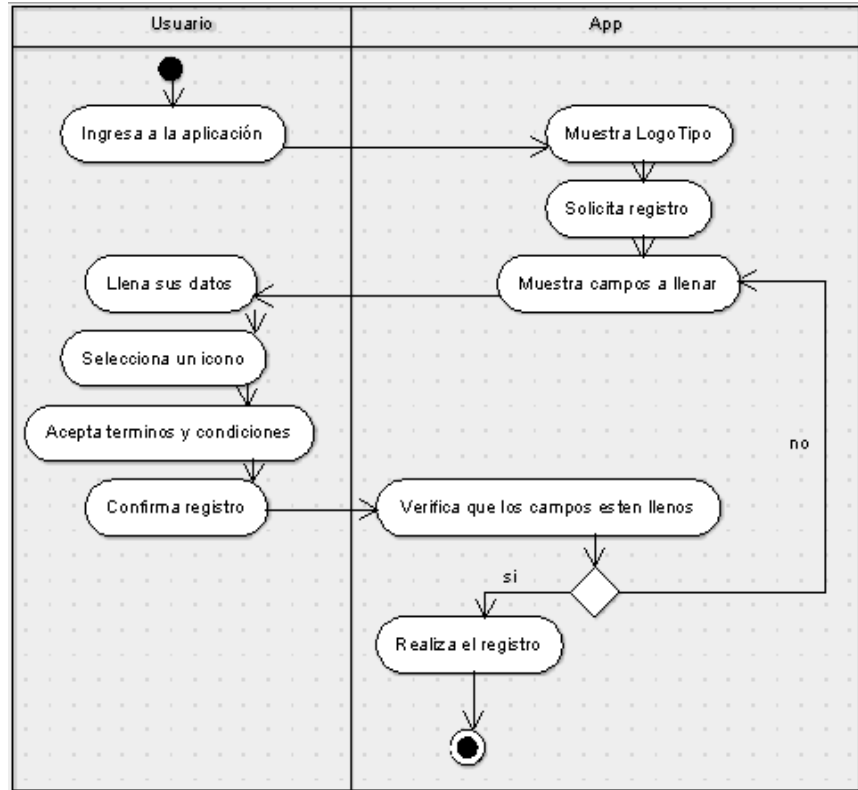 Usuario
App
Ingresa a la aplicación
Muestra LogoTipo
Solicita registro
Muestra campos a llenar
Llena sus datos
Selecciona un icono
Acepta terminos y condiciones
no
Confirma registro
Verifica que los campos esten llenos
si
Realiza el registro